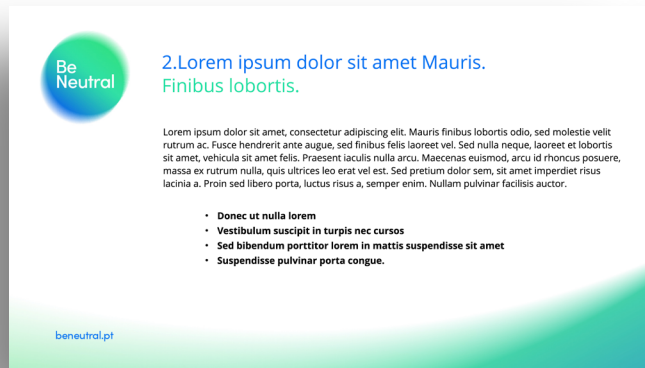 Be
Neutral
2.Lorem ipsum dolor sit amet Mauris.
Finibus lobortis.
Lorem ipsum dolor sit amet, consectetur adipiscing elit. Mauris finibus lobortis odio, sed molestie velit
rutrum ac. Fusce hendrerit ante augue, sed finibus felis laoreet vel. Sed nulla neque, laoreet et lobortis
sit amet, vehicula sit amet felis. Praesent iaculis nulla arcu. Maecenas euismod, arcu id rhoncus posuere,
massa ex rutrum nulla, quis ultrices leo erat vel est. Sed pretium dolor sem, sit amet imperdiet risus
lacinia a. Proin sed libero porta, luctus risus a, semper enim. Nullam pulvinar facilisis auctor.
• Donec ut nulla lorem
• Vestibulum suscipit in turpis nec cursos
• Sed bibendum porttitor lorem in mattis suspendisse sit amet
• Suspendisse pulvinar porta congue.
beneutral.pt